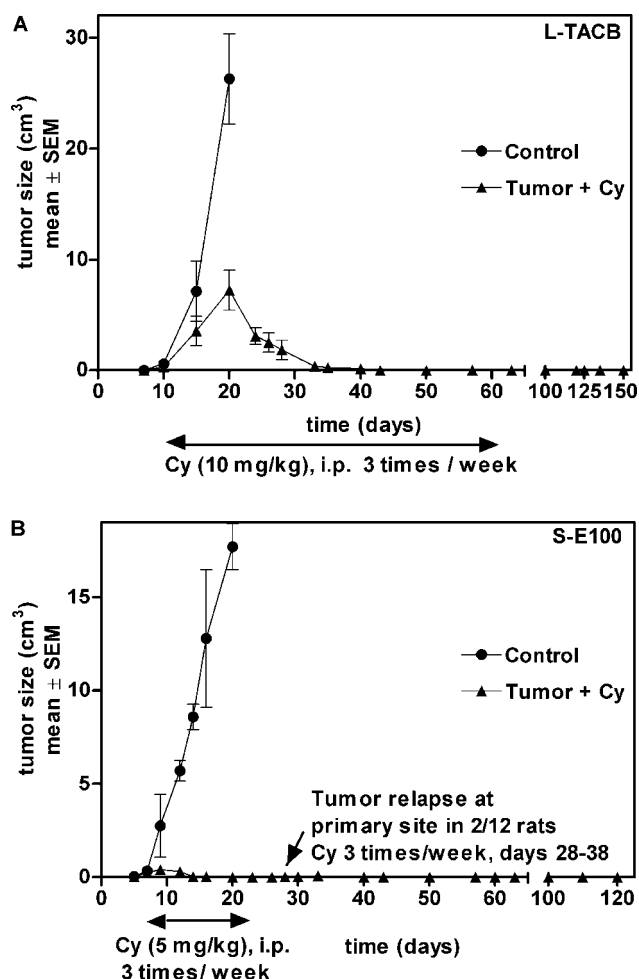 A
L-TACB
tumor size (cm3)
mean ± SEM
30
20
10
0
Control
Tumor + Cy
0 10 20 30 40 50 60 100 125 150
time (days)
Cy (10 mg/kg), i.p. 3 times / week
B
S-E100
tumor size (cm3)
mean ± SEM
15
10
5
0
Control
Tumor + Cy
Tumor relapse at
primary site in 2/12 rats
Cy 3 times/week, days 28-38
0 10 20 30 40 50 60 100 120
Cy (5 mg/kg), i.p.
3 times/ week
time (days)